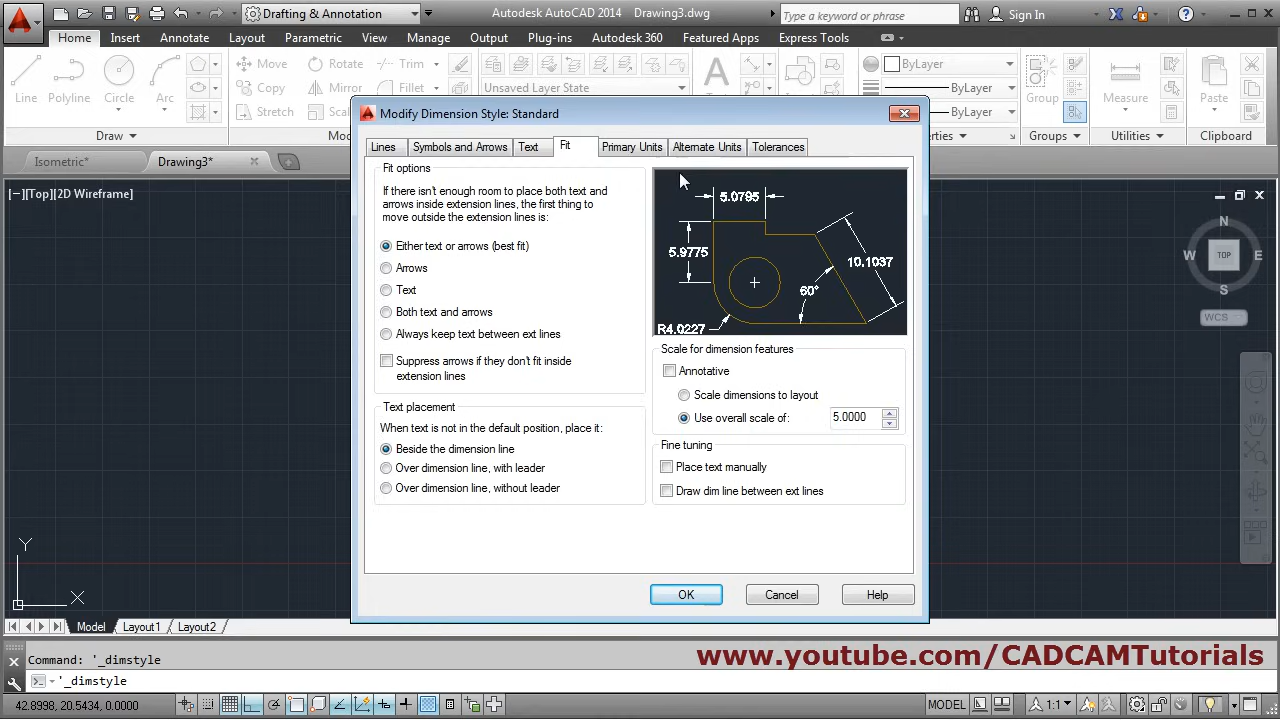 Drafting & Annotation
Autodesk AutoCAD 2014 Drawing3.dwg
Type a keyword or phrase
Sign In
Home Insert Annotate Layout Parametric View Manage Output Plug-ins Autodesk 360 Featured Apps Express Tools
Line
Polyline
Circle
Arc
Move
Rotate
Trim
Copy
Mirror
Fillet
Stretch
Unsaved Layer State
ByLayer
ByLayer
ByLayer
Group
Measure
Paste
Draw
Groups
Utilities
Clipboard
Isometric*
Drawing3*
[−][Top][2D Wireframe]
Modify Dimension Style: Standard
Lines
Symbols and Arrows
Text
Fit
Primary Units
Alternate Units
Tolerances
Fit options
If there isn't enough room to place both text and
arrows inside extension lines, the first thing to
move outside the extension lines is:
Either text or arrows (best fit)
Arrows
Text
Both text and arrows
Always keep text between ext lines
Suppress arrows if they don't fit inside
extension lines
Text placement
When text is not in the default position, place it:
Beside the dimension line
Over dimension line, with leader
Over dimension line, without leader
5.0795
5.9775
10.1037
60°
R4.0227
Scale for dimension features
Annotative
Scale dimensions to layout
Use overall scale of:
5.0000
Fine tuning
Place text manually
Draw dim line between ext lines
OK
Cancel
Help
N
W
TOP
E
S
WCS
Y
X
Model
Layout1
Layout2
Command: '_dimstyle
'_dimstyle
www.youtube.com/CADCAMTutorials
42.8998, 20.5434, 0.0000
MODEL
1:1